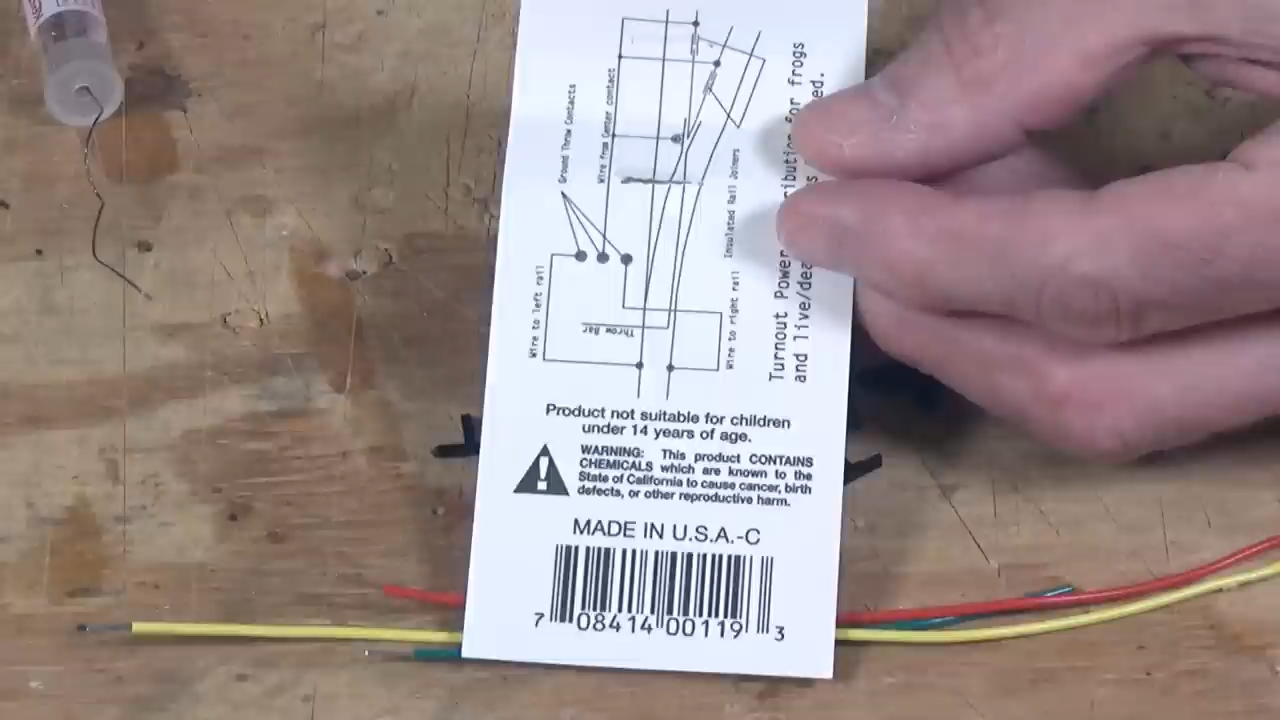 Ground Throw Contacts
Wire from Center contact
Wire to left rail
Throw Bar
Insulated Rail Joiners
Wire to right rail
Turnout Power for frogs
and
Product not suitable for children
under 14 years of age.
WARNING: This product CONTAINS
CHEMICALS which are known to the
State of California to cause cancer, birth
defects, or other reproductive harm.
MADE IN U.S.A.-C
7 08414 00119 3